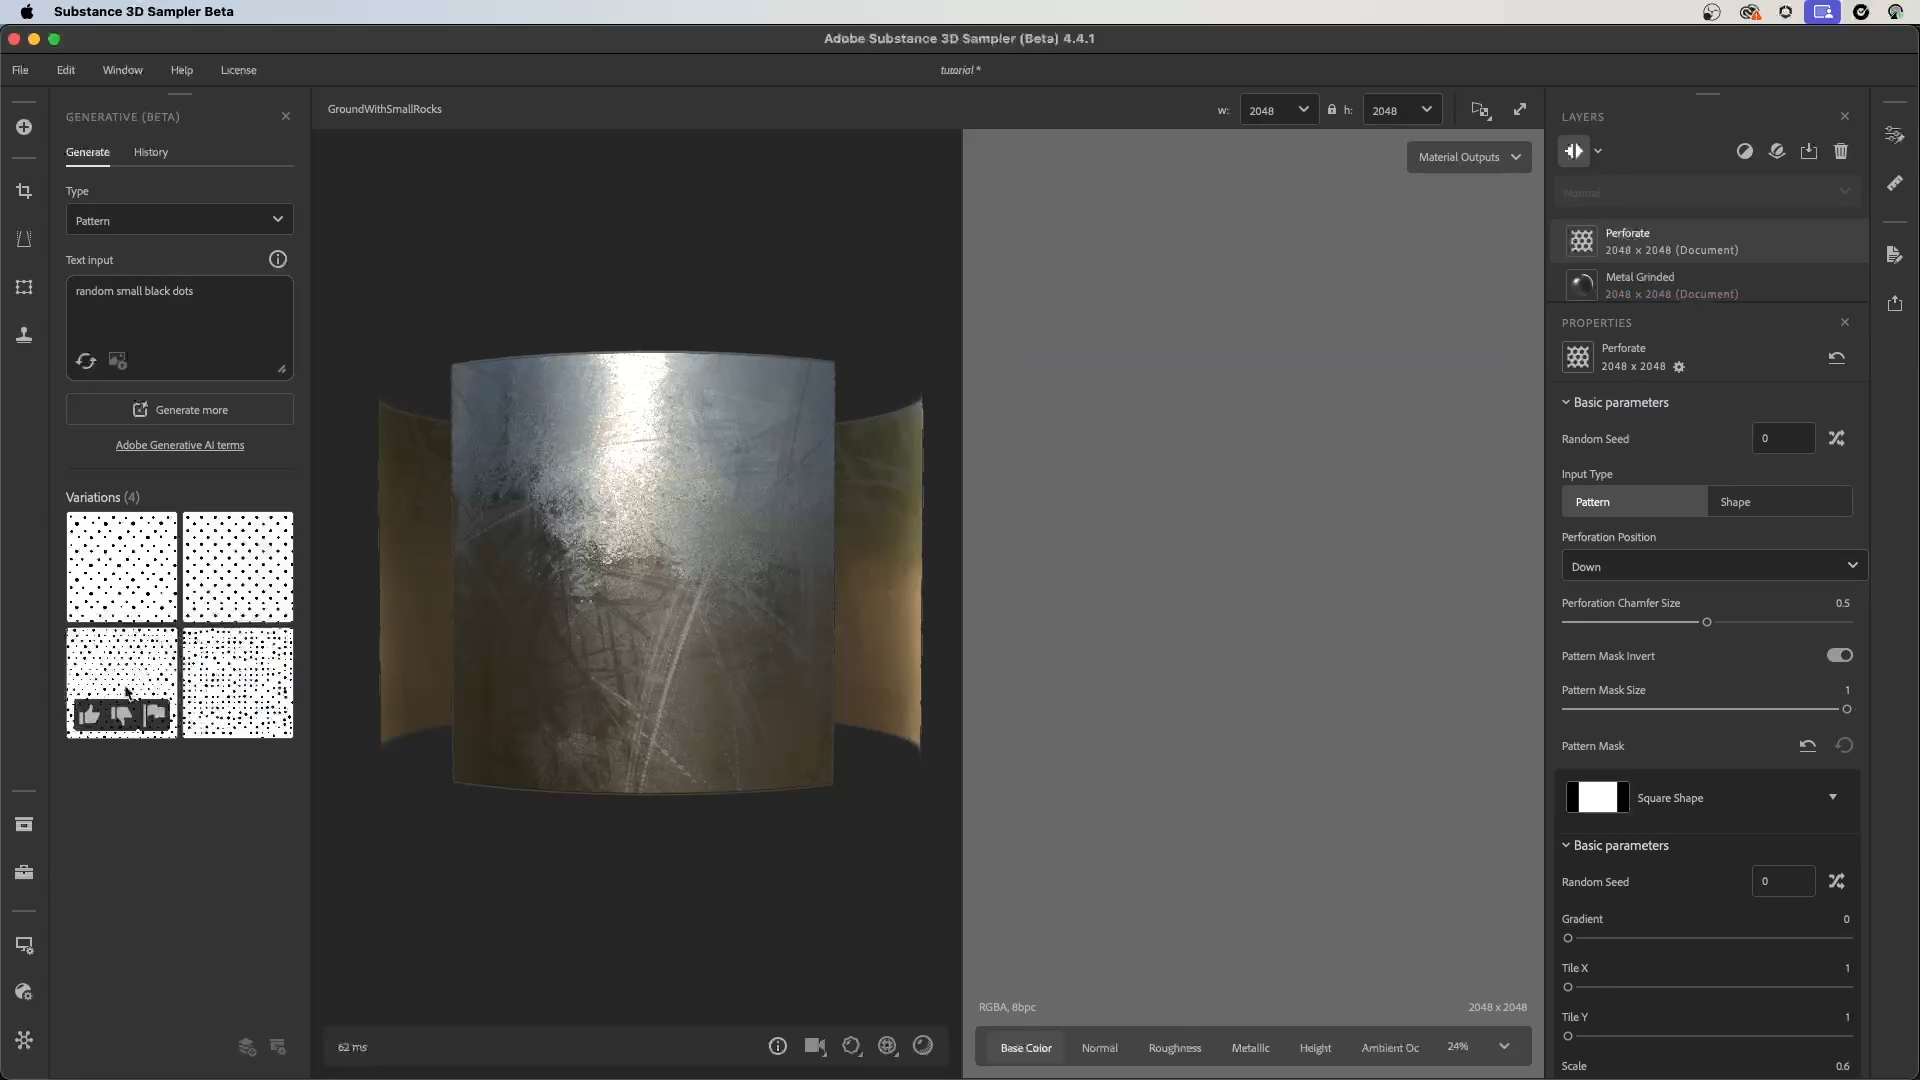 Substance 3D Sampler Beta
Adobe Substance 3D Sampler (Beta) 4.4.1
File Edit Window Help License
tutorial *
GENERATIVE (BETA)
Generate History
Type
Pattern
Text input
random small black dots
Generate more
Adobe Generative AI terms
Variations (4)
GroundWithSmallRocks
w: 2048 h: 2048
Material Outputs
62 ms
RGBA, 8bpc
2048 x 2048
Base Color Normal Roughness Metallic Height Ambient Oc 24%
LAYERS
Normal
Perforate
2048 x 2048 (Document)
Metal Grinded
2048 x 2048 (Document)
PROPERTIES
Perforate
2048 x 2048
Basic parameters
Random Seed 0
Input Type
Pattern Shape
Perforation Position
Down
Perforation Chamfer Size 0.5
Pattern Mask Invert
Pattern Mask Size 1
Pattern Mask
Square Shape
Basic parameters
Random Seed 0
Gradient 0
Tile X 1
Tile Y 1
Scale 0.6